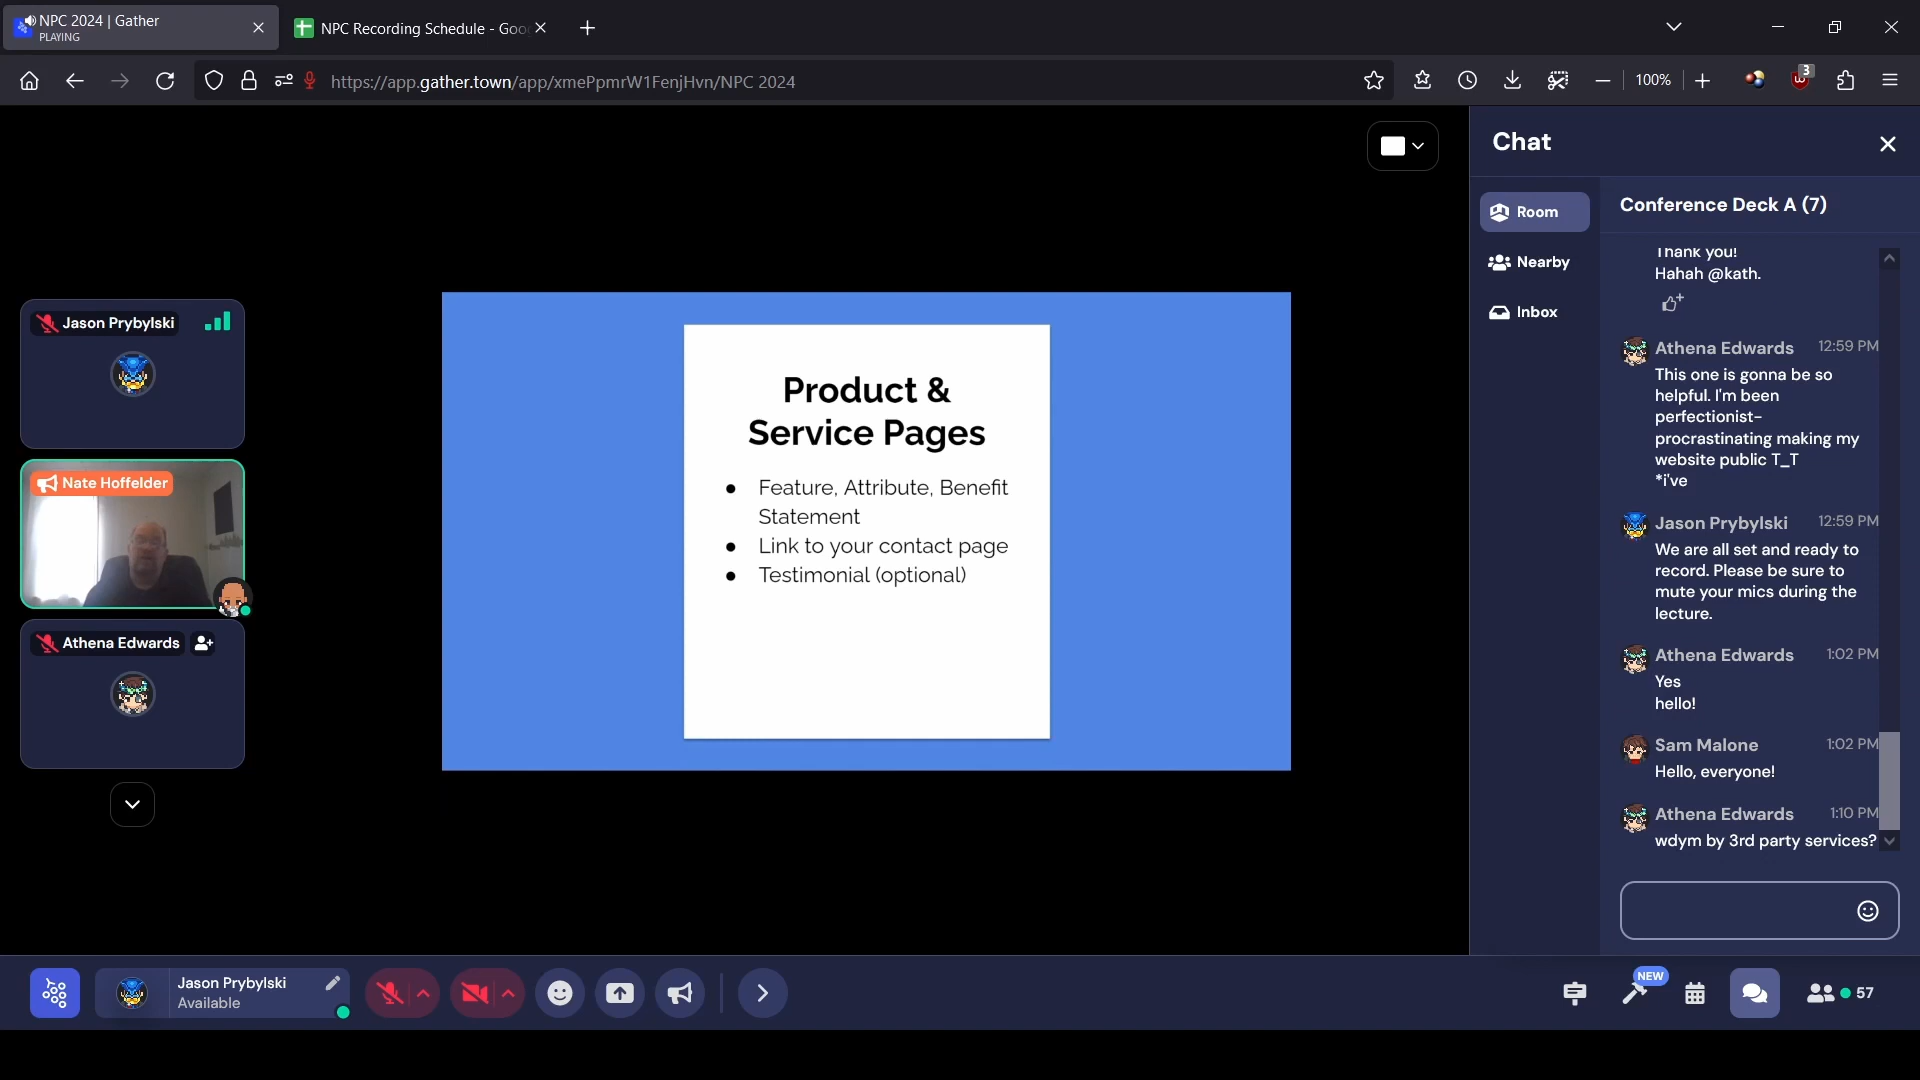 NPC 2024 | Gather
PLAYING
NPC Recording Schedule - Goo
https://app.gather.town/app/xmePpmrW1FenjHvn/NPC 2024
100%
3
Chat
Room
Nearby
Inbox
Conference Deck A (7)
Thank you!
Hahah @kath.
Athena Edwards 12:59 PM
This one is gonna be so
helpful. I'm been
perfectionist-
procrastinating making my
website public T_T
*i've
Jason Prybylski 12:59 PM
We are all set and ready to
record. Please be sure to
mute your mics during the
lecture.
Athena Edwards 1:02 PM
Yes
hello!
Sam Malone 1:02 PM
Hello, everyone!
Athena Edwards 1:10 PM
wdym by 3rd party services?
Jason Prybylski
Nate Hoffelder
Athena Edwards
Product &
Service Pages
Feature, Attribute, Benefit
Statement
Link to your contact page
Testimonial (optional)
Jason Prybylski
Available
NEW
57